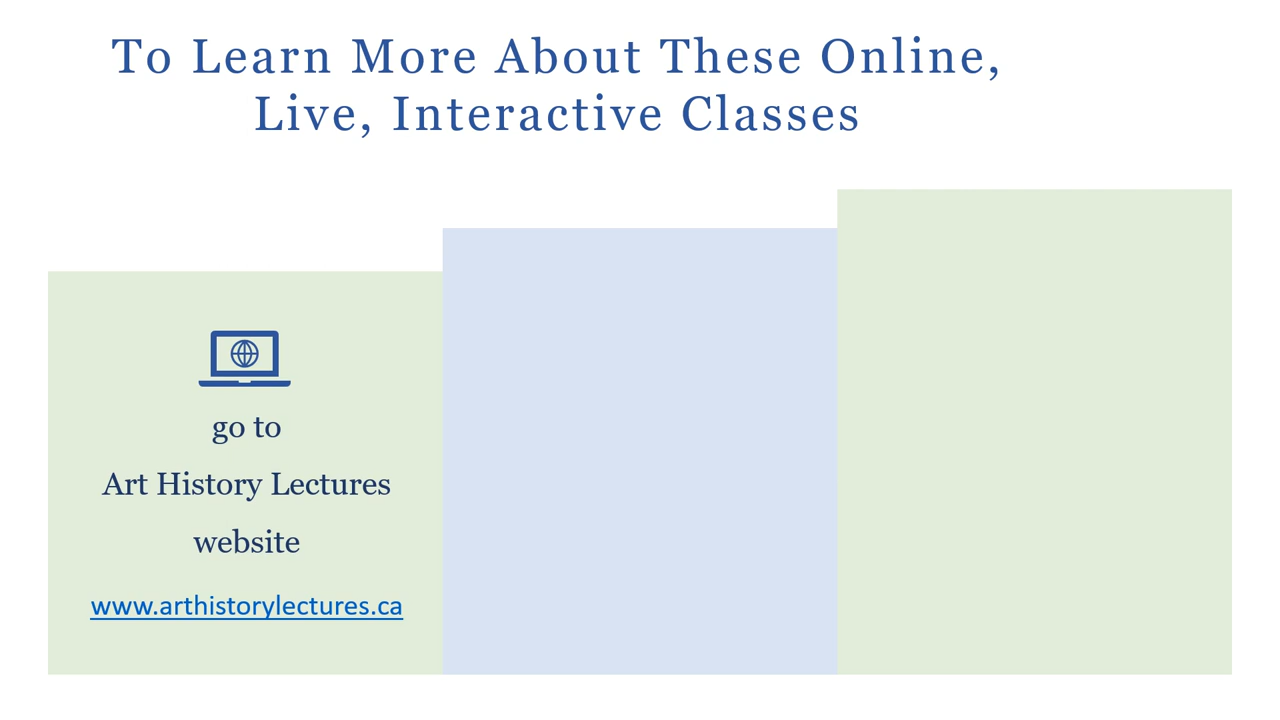 To Learn More About These Online,
Live, Interactive Classes
go to
Art History Lectures
website
www.arthistorylectures.ca